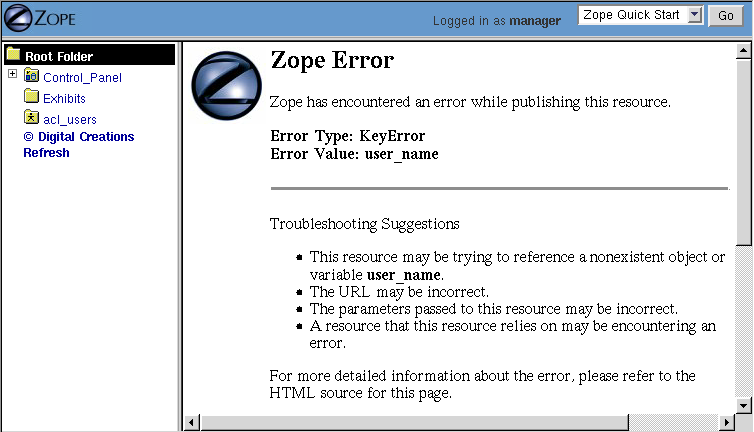 ZOPE
Logged in as manager
Zope Quick Start
Go
Root Folder
Control_Panel
Exhibits
acl_users
© Digital Creations
Refresh
Zope Error
Zope has encountered an error while publishing this resource.
Error Type: KeyError
Error Value: user_name
Troubleshooting Suggestions
This resource may be trying to reference a nonexistent object or
variable user_name.
The URL may be incorrect.
The parameters passed to this resource may be incorrect.
A resource that this resource relies on may be encountering an
error.
For more detailed information about the error, please refer to the
HTML source for this page.